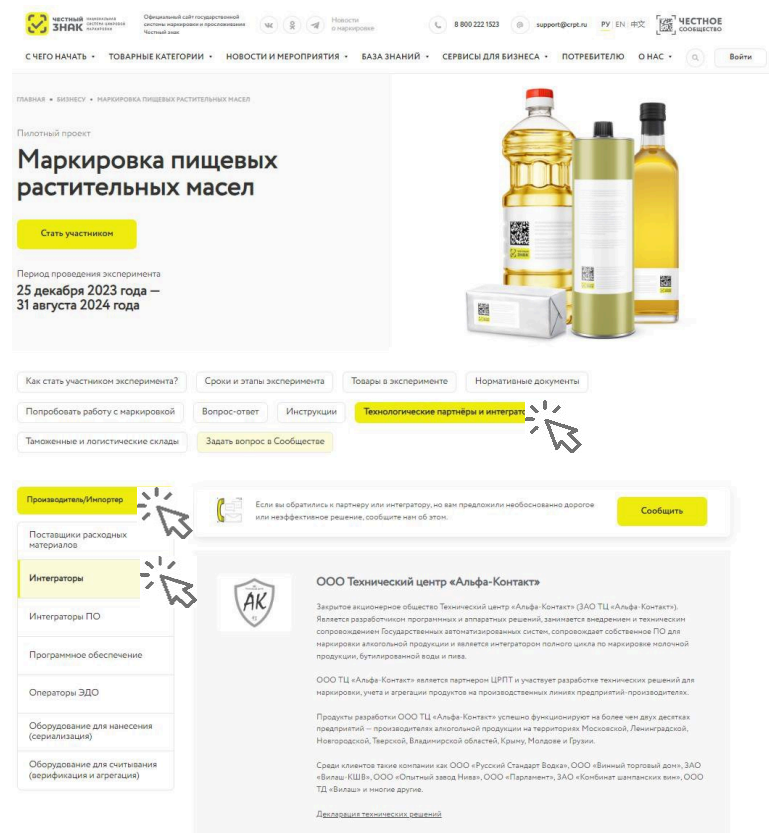 ЧЕСТНЫЙ ЗНАК
НАЦИОНАЛЬНАЯ СИСТЕМА ЦИФРОВОЙ МАРКИРОВКИ
Официальный сайт государственной
системы маркировки и прослеживания
Честный знак
Новости
о маркировке
8 800 222 1523
support@crpt.ru
РУ EN 中文
ЧЕСТНОЕ
СООБЩЕСТВО
С ЧЕГО НАЧАТЬ • ТОВАРНЫЕ КАТЕГОРИИ • НОВОСТИ И МЕРОПРИЯТИЯ • БАЗА ЗНАНИЙ • СЕРВИСЫ ДЛЯ БИЗНЕСА • ПОТРЕБИТЕЛЮ О НАС • Войти
ГЛАВНАЯ • БИЗНЕСУ • МАРКИРОВКА ПИЩЕВЫХ РАСТИТЕЛЬНЫХ МАСЕЛ
Пилотный проект
Маркировка пищевых
растительных масел
Стать участником
Период проведения эксперимента
25 декабря 2023 года —
31 августа 2024 года
Как стать участником эксперимента? Сроки и этапы эксперимента Товары в эксперименте Нормативные документы
Попробовать работу с маркировкой Вопрос-ответ Инструкции Технологические партнёры и интеграто
Таможенные и логистические склады Задать вопрос в Сообществе
Производитель/Импортер
Поставщики расходных
материалов
Интеграторы
Интеграторы ПО
Программное обеспечение
Операторы ЭДО
Оборудование для нанесения
(сериализация)
Оборудование для считывания
(верификация и агрегация)
Если вы обратились к партнеру или интегратору, но вам предложили необоснованно дорогое
или неэффективное решение, сообщите нам об этом.
Сообщить
АК
ООО Технический центр «Альфа-Контакт»
Закрытое акционерное общество Технический центр «Альфа-Контакт» (ЗАО ТЦ «Альфа-Контакт»).
Является разработчиком программных и аппаратных решений, занимается внедрением и техническим
сопровождением Государственных автоматизированных систем, сопровождает собственное ПО для
маркировки алкогольной продукции и является интегратором полного цикла по маркировке молочной
продукции, бутилированной воды и пива.
ООО ТЦ «Альфа-Контакт» является партнером ЦРПТ и участвует разработке технических решений для
маркировки, учета и агрегации продуктов на производственных линиях предприятий-производителях.
Продукты разработки ООО ТЦ «Альфа-Контакт» успешно функционируют на более чем двух десятках
предприятий — производителях алкогольной продукции на территориях Московской, Ленинградской,
Новгородской, Тверской, Владимирской областей, Крыму, Молдове и Грузии.
Среди клиентов такие компании как ООО «Русский Стандарт Водка», ООО «Винный торговый дом», ЗАО
«Вилаш-КШВ», ООО «Опытный завод Нива», ООО «Парламент», ЗАО «Комбинат шампанских вин», ООО
ТД «Вилаш» и многие другие.
Декларация технических решений